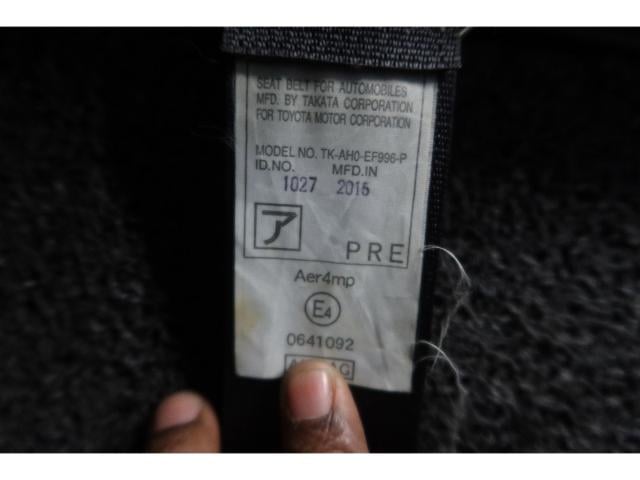 SEAT BELT FOR AUTOMOBILES
MFD. BY TAKATA CORPORATION
FOR TOYOTA MOTOR CORPORATION
MODEL NO. TK-AH0-EF996-P
ID.NO. MFD.IN
1027 2015
ア PRE
Aer4mp
E4
0641092